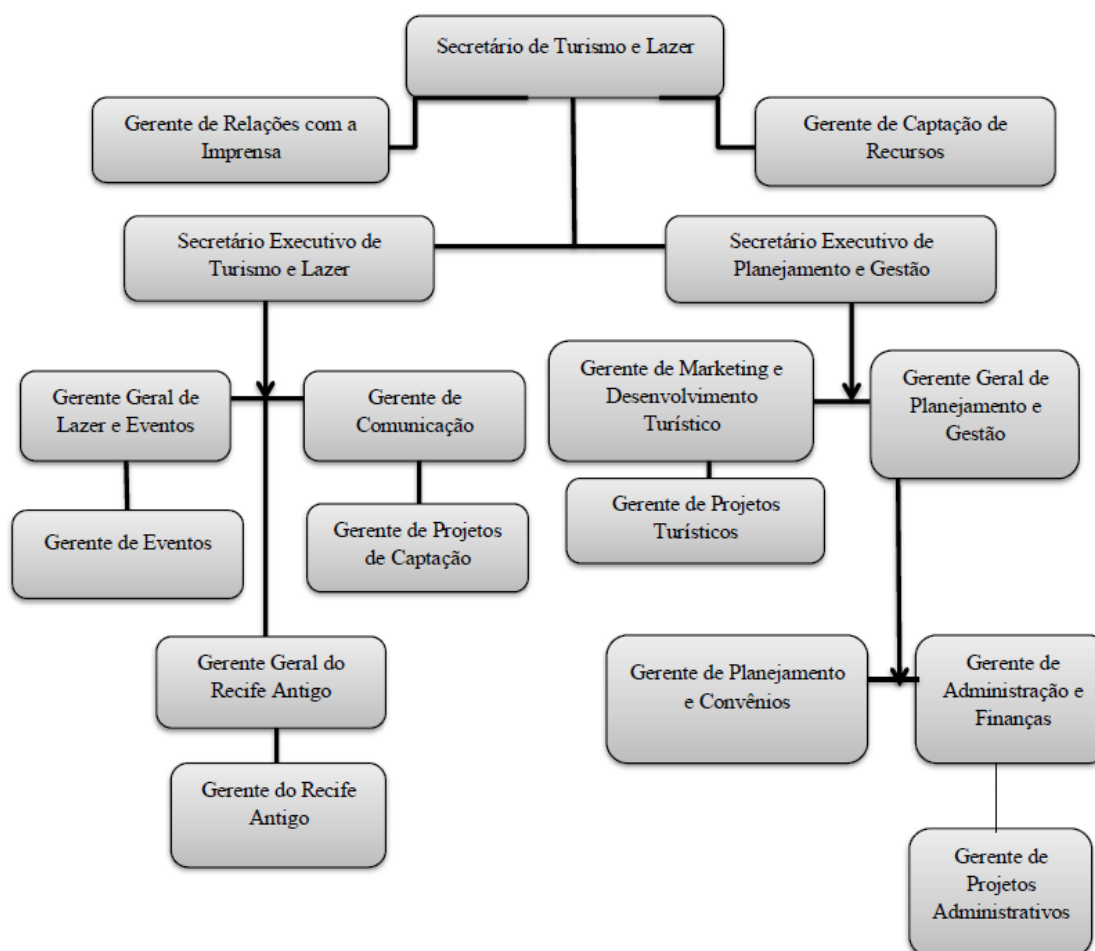 Secretário de Turismo e Lazer
Gerente de Relações com a
Imprensa
Gerente de Captação de
Recursos
Secretário Executivo de
Turismo e Lazer
Secretário Executivo de
Planejamento e Gestão
Gerente Geral de
Lazer e Eventos
Gerente de
Comunicação
Gerente de Marketing e
Desenvolvimento
Turístico
Gerente Geral de
Planejamento e
Gestão
Gerente de Eventos
Gerente de Projetos
de Captação
Gerente de Projetos
Turísticos
Gerente Geral do
Recife Antigo
Gerente de Planejamento
e Convênios
Gerente de
Administração e
Finanças
Gerente do Recife
Antigo
Gerente de
Projetos
Administrativos